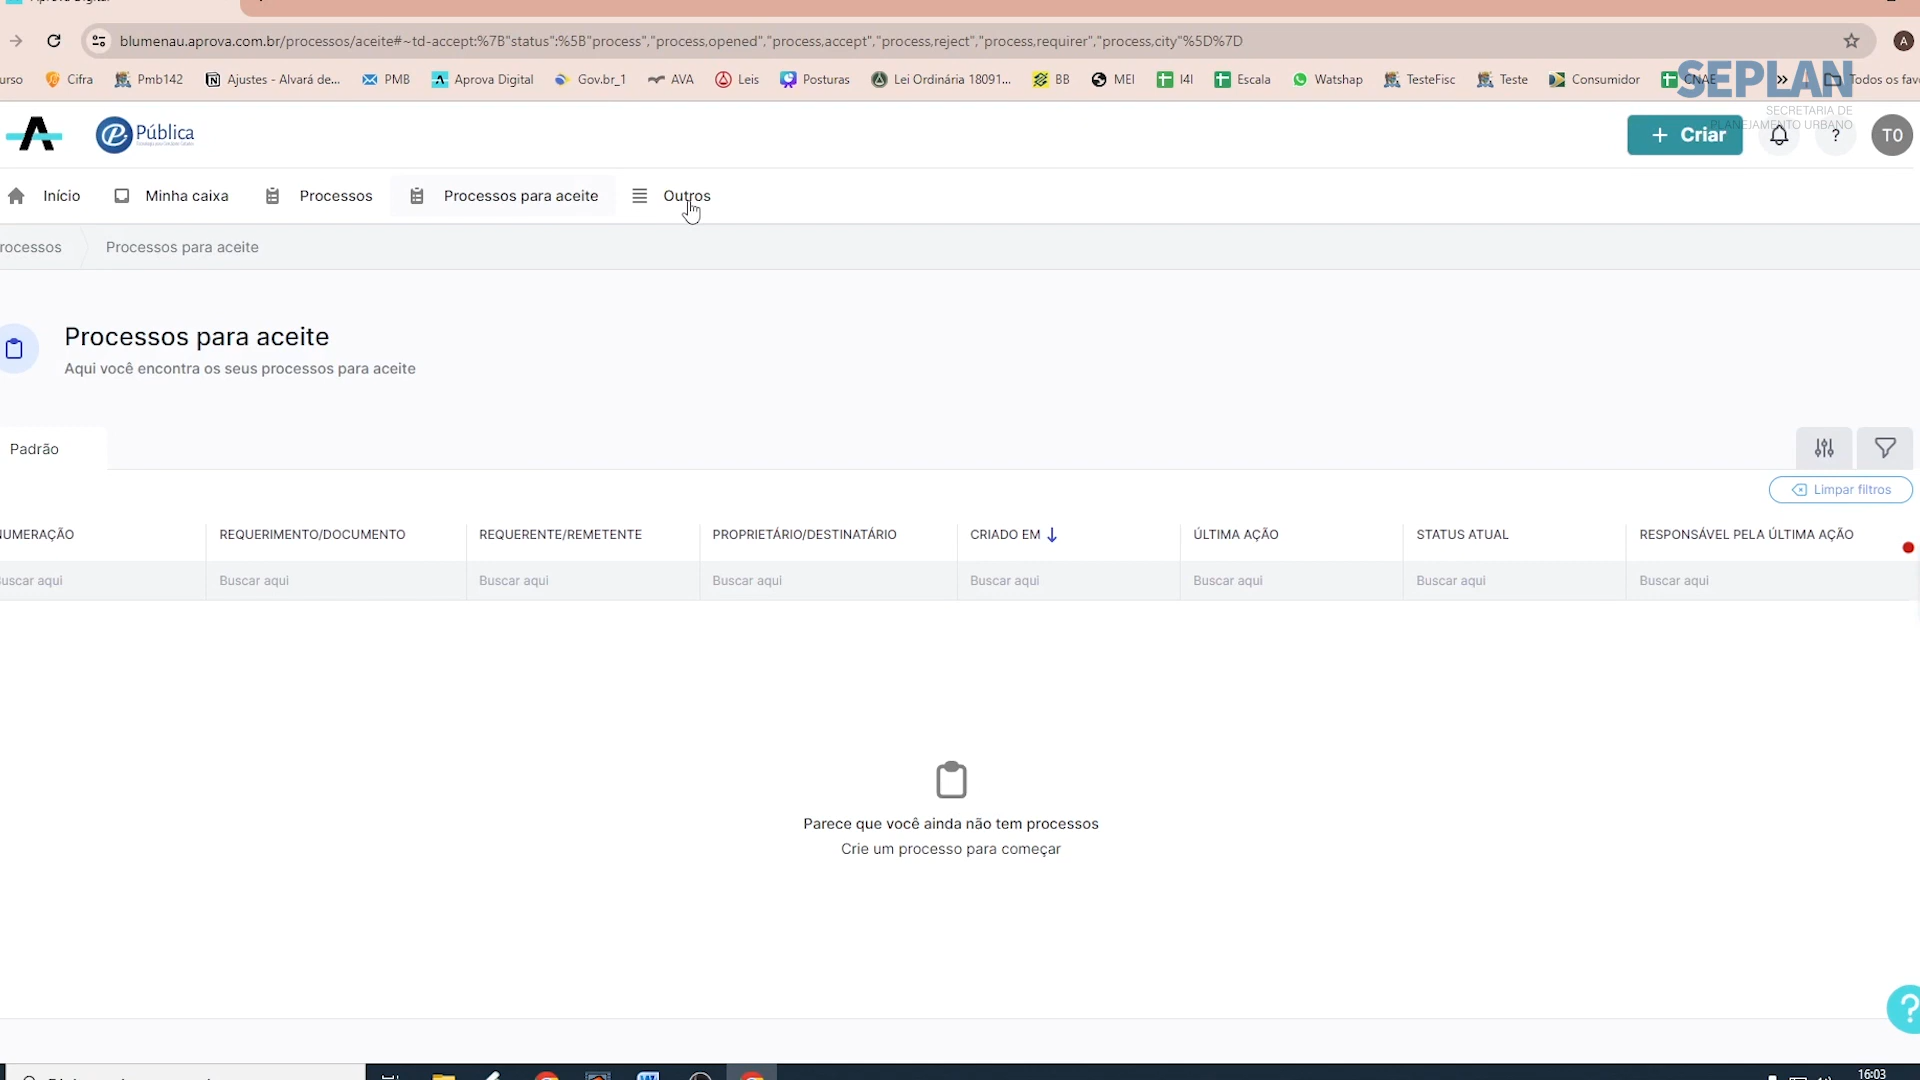 blumenau.aprova.com.br/processos/aceite#~td-accept:%7B"status":%5B"process","process,opened","process,accept","process,reject","process,requirer","process,city"%5D%7D
A
urso Cifra Pmb142 Ajustes - Alvará de... PMB Aprova Digital Gov.br_1 AVA Leis Posturas Lei Ordinária 18091... BB MEI I4I Escala Watshap TesteFisc Teste Consumidor CNAE » Todos os fav
SEPLAN
SECRETARIA DE
PLANEJAMENTO URBANO
Pública
+ Criar ? T0
Início Minha caixa Processos Processos para aceite Outros
rocessos Processos para aceite
Processos para aceite
Aqui você encontra os seus processos para aceite
Padrão
Limpar filtros
NUMERAÇÃO REQUERIMENTO/DOCUMENTO REQUERENTE/REMETENTE PROPRIETÁRIO/DESTINATÁRIO CRIADO EM ÚLTIMA AÇÃO STATUS ATUAL RESPONSÁVEL PELA ÚLTIMA AÇÃO
uscar aqui Buscar aqui Buscar aqui Buscar aqui Buscar aqui Buscar aqui Buscar aqui Buscar aqui
Parece que você ainda não tem processos
Crie um processo para começar
?
16:03